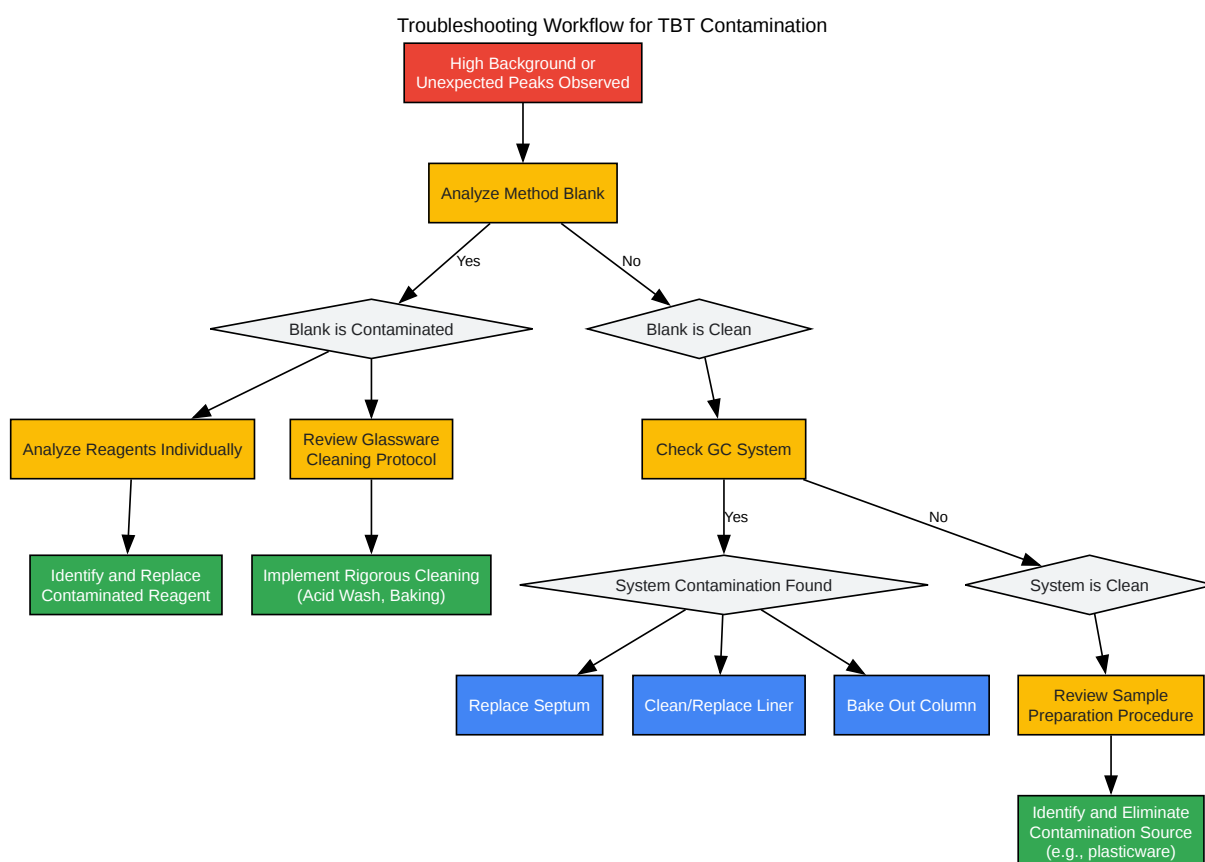 Troubleshooting Workflow for TBT Contamination
High Background or
Unexpected Peaks Observed
Analyze Method Blank
Yes
No
Blank is Contaminated
Blank is Clean
Analyze Reagents Individually
Review Glassware
Cleaning Protocol
Check GC System
Yes
No
Identify and Replace
Contaminated Reagent
Implement Rigorous Cleaning
(Acid Wash, Baking)
System Contamination Found
System is Clean
Replace Septum
Clean/Replace Liner
Bake Out Column
Review Sample
Preparation Procedure
Identify and Eliminate
Contamination Source
(e.g., plasticware)